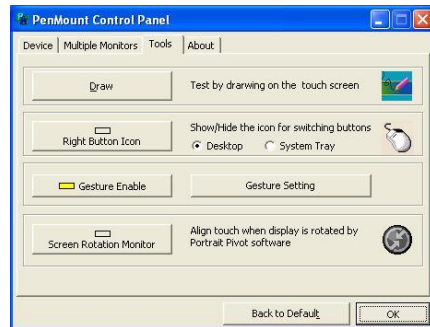 PenMount Control Panel
Device Multiple Monitors Tools About
Draw
Test by drarwing on the touch screen
Right Button Icon
Show/Hide the icon for switching buttons
Desktop System Tray
Gesture Enable
Gesture Setting
Screen Rotation Monitor
Align touch when display is rotated by
Portrait Pivot software
Back to Default
OK